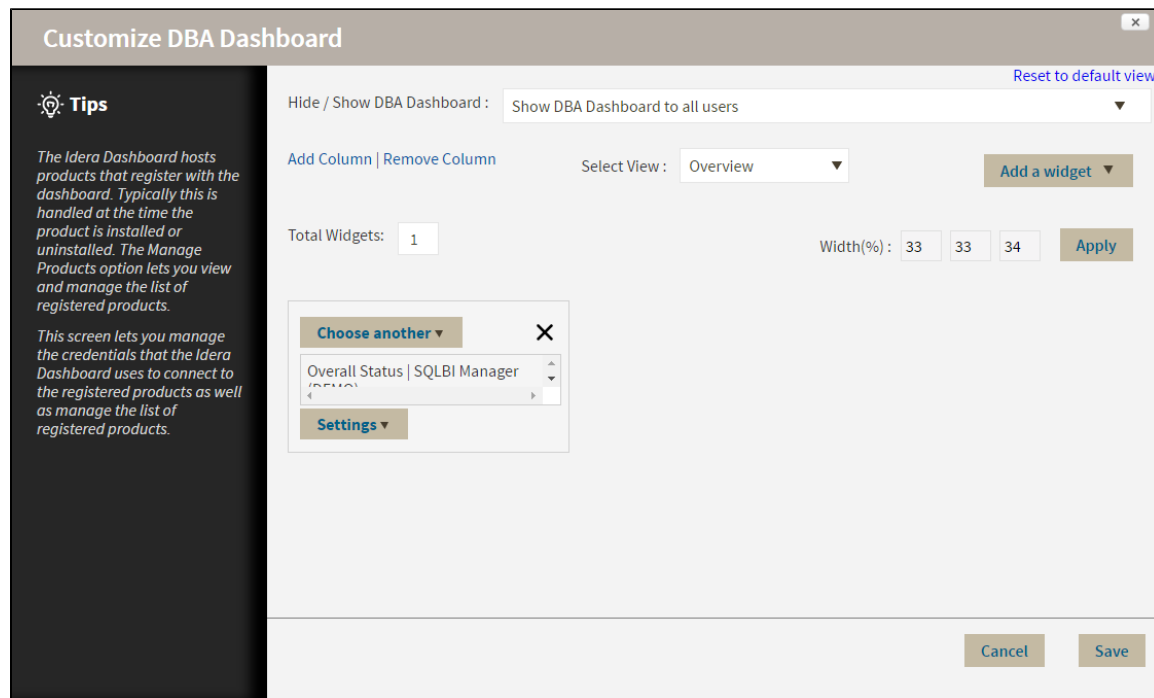 Customize DBA Dashboard
Tips
The Idera Dashboard hosts
products that register with the
dashboard. Typically this is
handled at the time the
product is installed or
uninstalled. The Manage
Products option lets you view
and manage the list of
registered products.
This screen lets you manage
the credentials that the Idera
Dashboard uses to connect to
the registered products as well
as manage the list of
registered products.
Reset to default view
Hide / Show DBA Dashboard : Show DBA Dashboard to all users
Add Column | Remove Column Select View : Overview Add a widget
Total Widgets: 1 Width(%) : 33 33 34 Apply
Choose another
Overall Status | SQLBI Manager
(DEMO)
Settings
Cancel Save